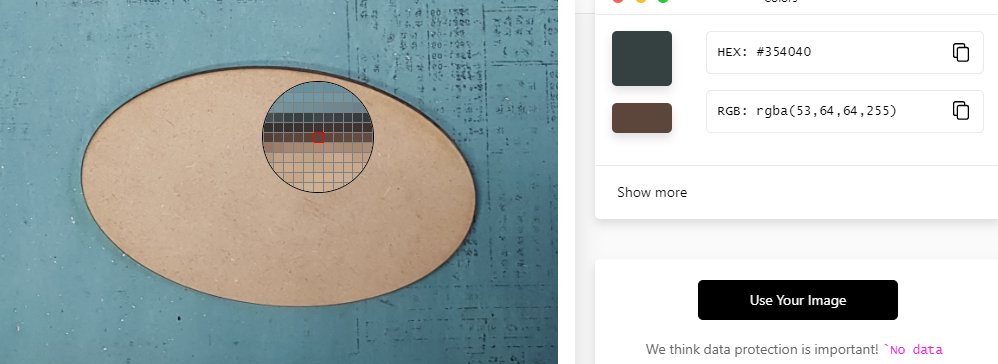 HEX: #354040
RGB: rgba(53,64,64,255)
Show more
Use Your Image
We think data protection is important! `No data